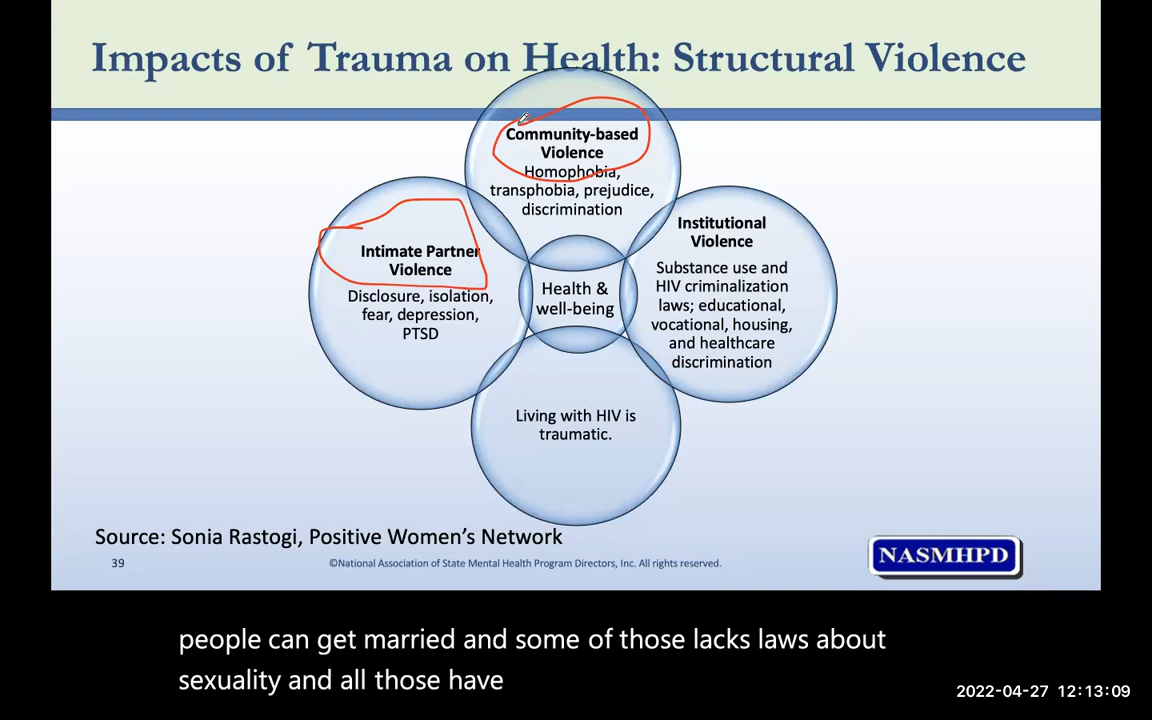 Impacts of Trauma on Health: Structural Violence
Community-based
Violence
Homophobia,
transphobia, prejudice,
discrimination
Intimate Partner
Violence
Disclosure, isolation,
fear, depression,
PTSD
Health &
well-being
Institutional
Violence
Substance use and
HIV criminalization
laws; educational,
vocational, housing,
and healthcare
discrimination
Living with HIV is
traumatic.
Source: Sonia Rastogi, Positive Women’s Network
39
©National Association of State Mental Health Program Directors, Inc. All rights reserved.
NASMHPD
people can get married and some of those lacks laws about
sexuality and all those have
2022-04-27 12:13:09